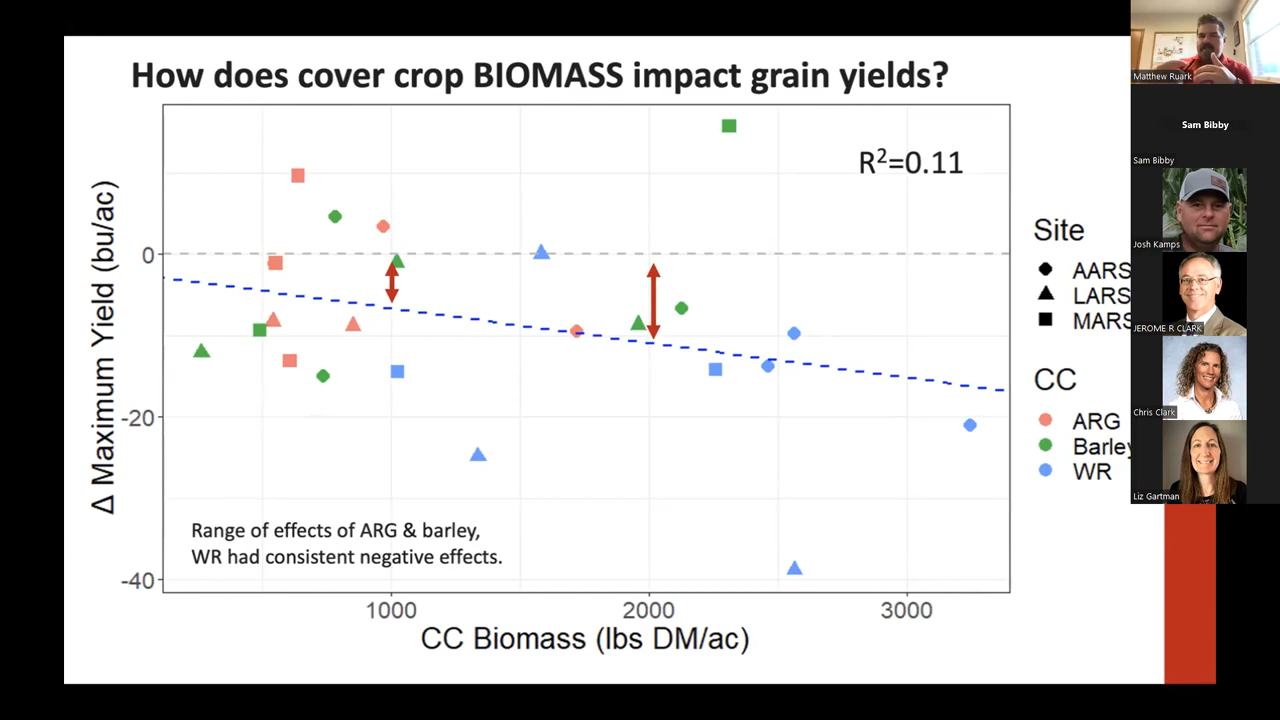 How does cover crop BIOMASS impact grain yields?
R²=0.11
Δ Maximum Yield (bu/ac)
0
-20
-40
Range of effects of ARG & barley,
WR had consistent negative effects.
1000
2000
3000
CC Biomass (lbs DM/ac)
Site
AARS
LARS
MARS
CC
ARG
Barley
WR
Matthew Ruark
Sam Bibby
Sam Bibby
Josh Kamps
JEROME R CLARK
Chris Clark
Liz Gartman